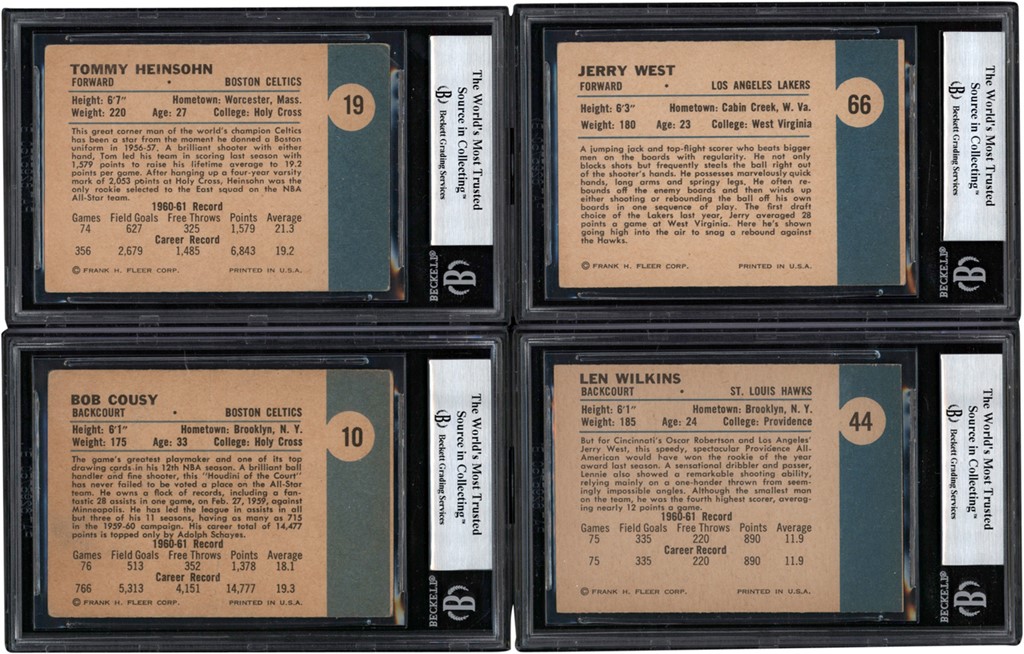 TOMMY HEINSOHN
FORWARD • BOSTON CELTICS
Height: 6'7" Hometown: Worcester, Mass.
Weight: 220 Age: 27 College: Holy Cross
19
This great corner man of the world's champion Celtics
has been a star from the moment he donned a Boston
uniform in 1956-57. A brilliant shooter with either
hand, Tom led his team in scoring last season with
1,579 points to raise his lifetime average to 19.2
points per game. After hanging up a four-year varsity
mark of 2,053 points at Holy Cross, Heinsohn was the
only rookie selected to the East squad on the NBA
All-Star team.
1960-61 Record
Games Field Goals Free Throws Points Average
74 627 325 1,579 21.3
Career Record
356 2,679 1,485 6,843 19.2
© FRANK H. FLEER CORP. PRINTED IN U.S.A.
The World's Most Trusted
Source in Collecting™
B Beckett Grading Services
BECKETT®
B
JERRY WEST
FORWARD • LOS ANGELES LAKERS
Height: 6'3" Hometown: Cabin Creek, W. Va.
Weight: 180 Age: 23 College: West Virginia
66
A jumping jack and top-flight scorer who beats bigger
men on the boards with regularity. He not only
blocks shots but frequently steals the ball right out
of the shooter's hands. He possesses marvelously quick
hands, long arms and springy legs. He often re-
bounds off the enemy boards and then winds up
either shooting or rebounding the ball off his own
boards in one sequence of play. The first draft
choice of the Lakers last year, Jerry averaged 28
points a game at West Virginia. Here he's shown
going high into the air to snag a rebound against
the Hawks.
© FRANK H. FLEER CORP. PRINTED IN U.S.A.
The World's Most Trusted
Source in Collecting™
B Beckett Grading Services
BECKETT®
B
BOB COUSY
BACKCOURT • BOSTON CELTICS
Height: 6'1" Hometown: Brooklyn, N. Y.
Weight: 175 Age: 33 College: Holy Cross
10
The game's greatest playmaker and one of its top
drawing cards in his 12th NBA season. A brilliant ball
handler and fine shooter, this "Houdini of the Court"
has never failed to be voted a place on the All-Star
team. He owns a flock of records, including a fan-
tastic 28 assists in one game, on Feb. 27, 1959, against
Minneapolis. He has led the league in assists in all
but three of his 11 seasons, having as many as 715
in the 1959-60 campaign. His career total of 14,477
points is topped only by Adolph Schayes.
1960-61 Record
Games Field Goals Free Throws Points Average
76 513 352 1,378 18.1
Career Record
766 5,313 4,151 14,777 19.3
© FRANK H. FLEER CORP. PRINTED IN U.S.A.
The World's Most Trusted
Source in Collecting™
B Beckett Grading Services
BECKETT®
B
LEN WILKINS
BACKCOURT • ST. LOUIS HAWKS
Height: 6'1" Hometown: Brooklyn, N. Y.
Weight: 185 Age: 24 College: Providence
44
But for Cincinnati's Oscar Robertson and Los Angeles'
Jerry West, this speedy, spectacular Providence All-
American would have won the rookie of the year
award last season. A sensational dribbler and passer,
Lennie also showed a remarkable shooting ability,
relying mainly on a one-hander thrown from seem-
ingly impossible angles. Although the smallest man
on the team, he was the fourth highest scorer, averag-
ing nearly 12 points a game.
1960-61 Record
Games Field Goals Free Throws Points Average
75 335 220 890 11.9
Career Record
75 335 220 890 11.9
© FRANK H. FLEER CORP. PRINTED IN U.S.A.
The World's Most Trusted
Source in Collecting™
B Beckett Grading Services
BECKETT®
B